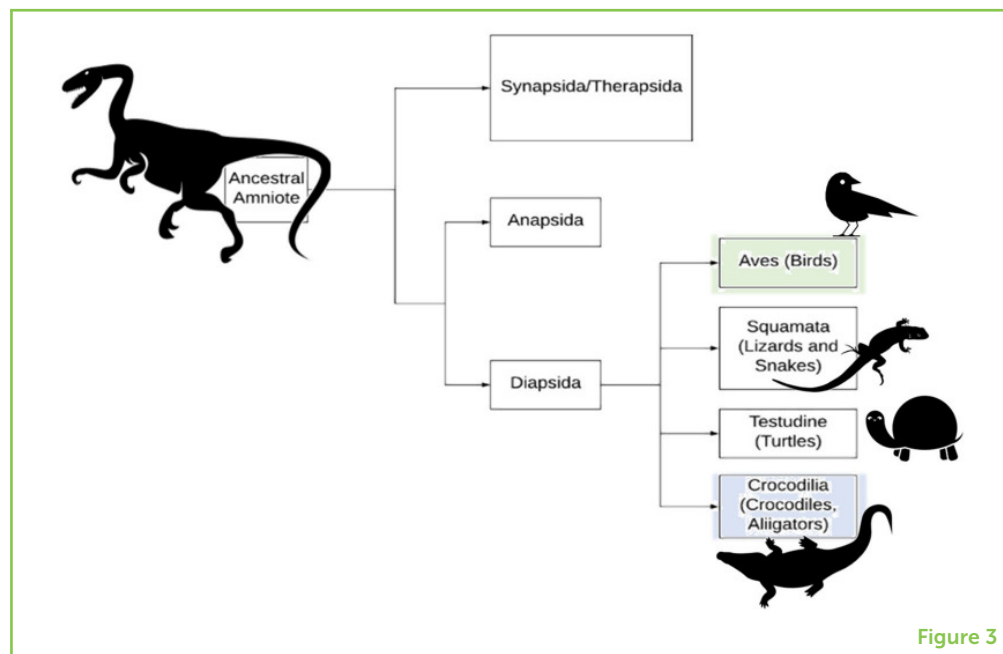 Synapsida/Therapsida
Ancestral
Amniote
Anapsida
Aves (Birds)
Squamata
(Lizards and
Snakes)
Diapsida
Testudine
(Turtles)
Crocodilia
(Crocodiles,
Aliigators)
Figure 3